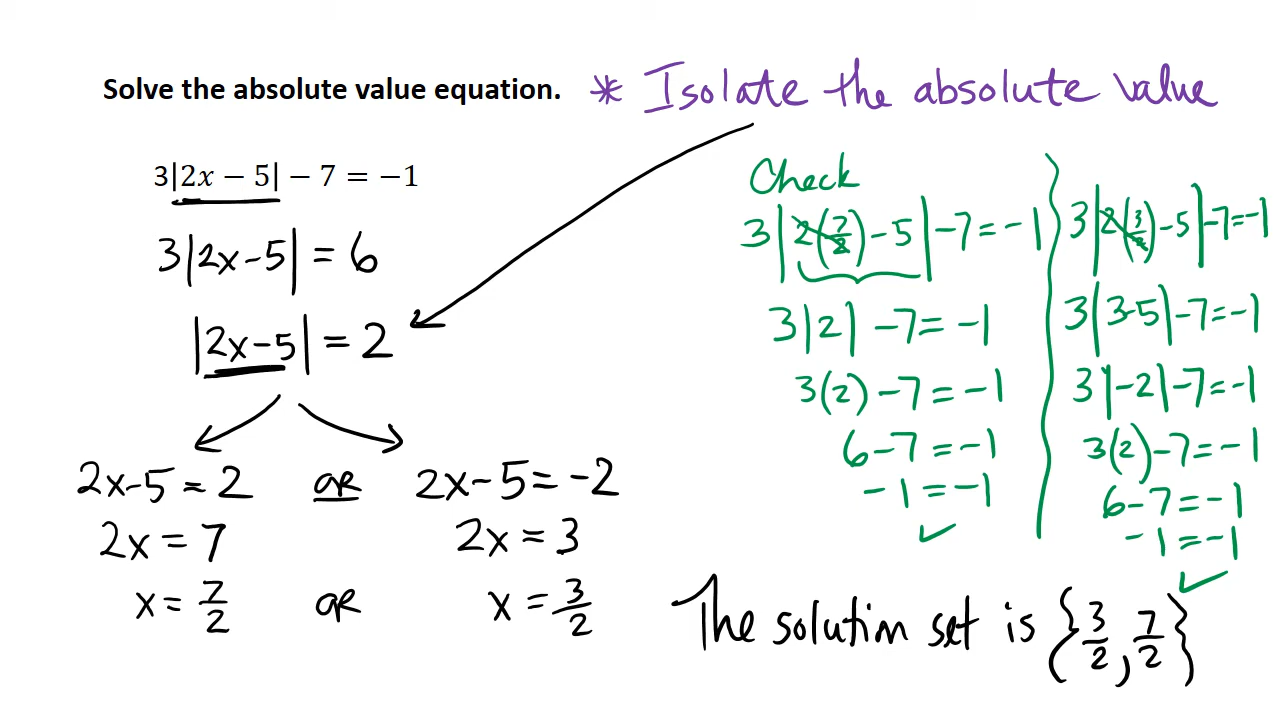 Solve the absolute value equation. * Isolate the absolute value
3|2x − 5| − 7 = −1
3|2x-5| = 6
|2x-5| = 2
2x-5 = 2 OR 2x-5 = -2
2x = 7 2x = 3
x = 7/2 OR x = 3/2
Check
3|2(7/2)-5|-7=-1
3|2|-7=-1
3(2)-7=-1
6-7=-1
-1=-1
✓
3|2(3/2)-5|-7=-1
3|3-5|-7=-1
3|-2|-7=-1
3(2)-7=-1
6-7=-1
-1=-1
✓
The solution set is {3/2, 7/2}